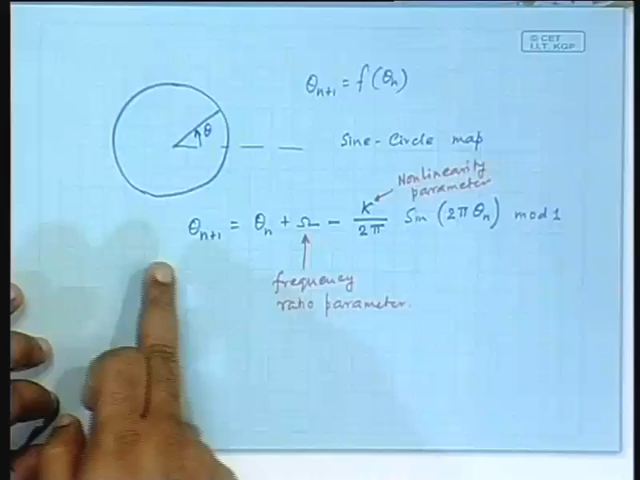 © CET
I.I.T. KGP
θn+1 = f(θn)
θ
Sine-Circle map
Nonlinearity
parameter
θn+1 = θn + Ω − K/2π Sin (2πθn) mod 1
frequency
ratio parameter.